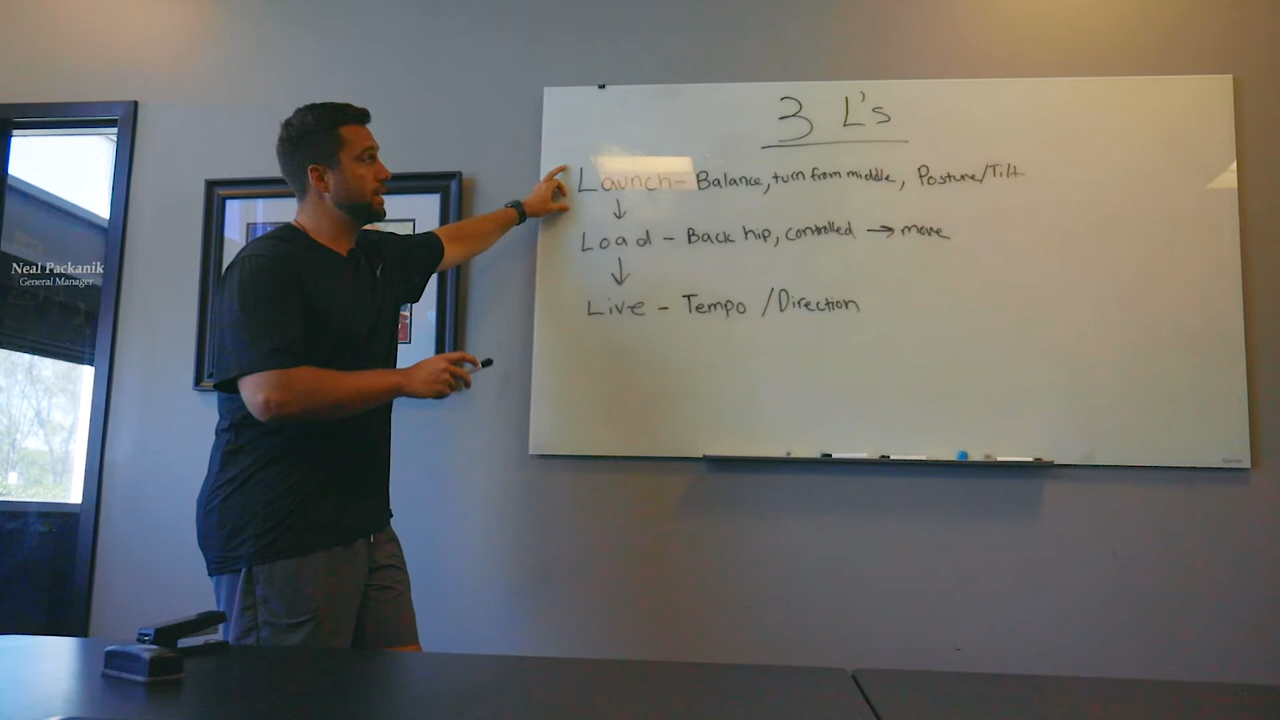 3 L's
Launch- Balance, turn from middle, Posture/Tilt
↓
Load - Back hip, controlled → move
↓
Live - Tempo /Direction
Neal Packanik
General Manager